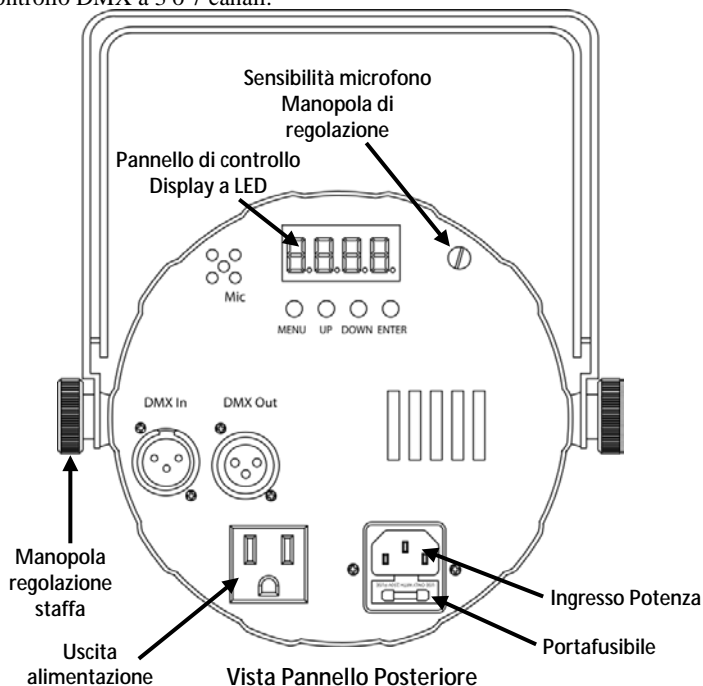 ontrollo DMX a 3 o 7 canali.
Sensibilità microfono
Manopola di
regolazione
Pannello di controllo
Display a LED
Mic
MENU UP DOWN ENTER
DMX In DMX Out
Manopola
regolazione
staffa
Ingresso Potenza
Portafusibile
Uscita
alimentazione
Vista Pannello Posteriore